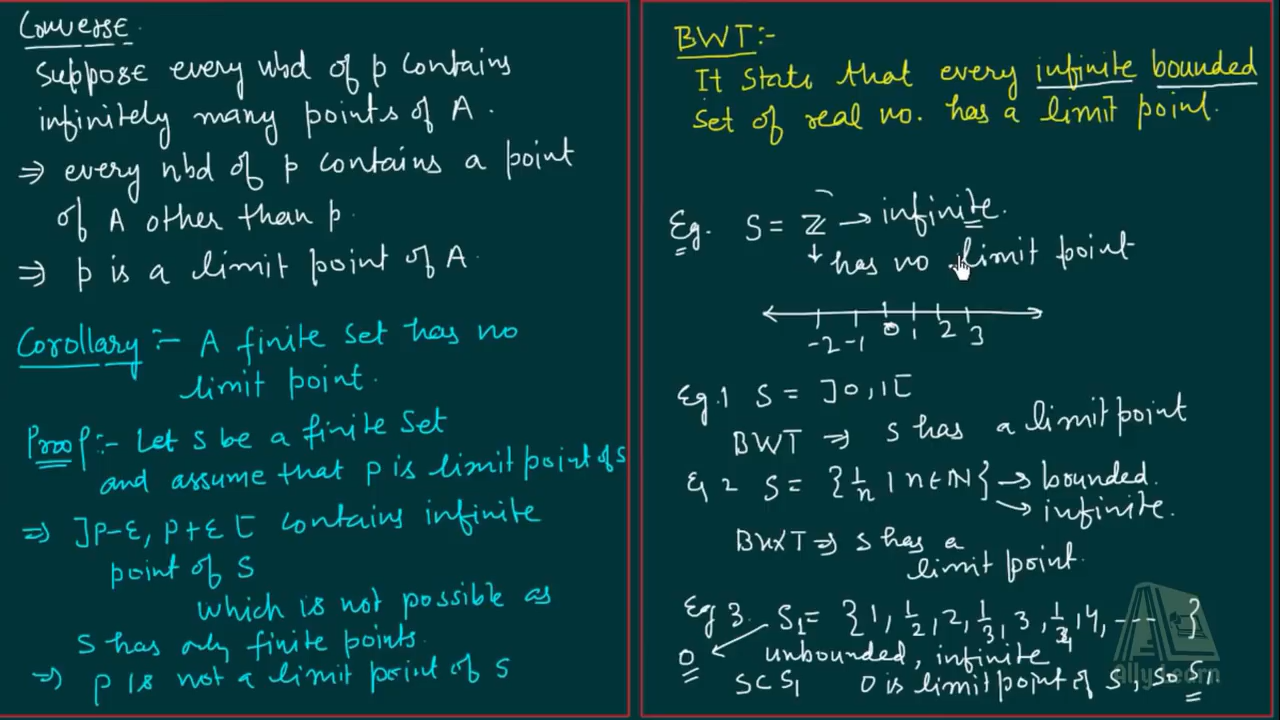 Converse
Suppose every nbd of p contains
infinitely many points of A.
⇒ every nbd of p contains a point
of A other than p.
⇒ p is a limit point of A.
Corollary :- A finite set has no
limit point.
Proof :- Let S be a finite set
and assume that p is limit point of S
⇒ ]p-ε, p+ε[ contains infinite
point of S
which is not possible as
S has only finite points.
⇒ p is not a limit point of S
BWT:-
It state that every infinite bounded
set of real no. has a limit point.
Eg. S = ℤ → infinite.
↓ has no limit point
-2 -1 0 1 2 3
Eg.1 S = ]0,1[
BWT ⇒ S has a limit point
Eg 2 S = {1/n | n∈ℕ} → bounded.
→ infinite.
BWT ⇒ S has a
limit point.
Eg 3. S₁ = {1, 1/2, 2, 1/3, 3, 1/4, 4, --- }
0 unbounded, infinite
S⊂S₁ 0 is limit point of S, so S₁
Ally Learn